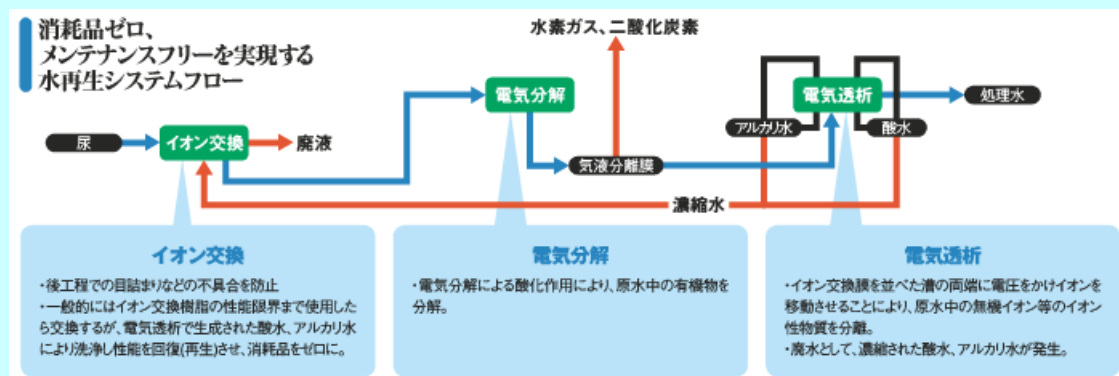 消耗品ゼロ、
メンテナンスフリーを実現する
水再生システムフロー
水素ガス、二酸化炭素
尿
イオン交換
廃液
電気分解
気液分離膜
電気透析
アルカリ水
酸水
処理水
濃縮水
イオン交換
・後工程での目詰まりなどの不具合を防止
・一般的にはイオン交換樹脂の性能限界まで使用した
ら交換するが、電気透析で生成された酸水、アルカリ水
により洗浄し性能を回復(再生)させ、消耗品をゼロに。
電気分解
・電気分解による酸化作用により、原水中の有機物を
分解。
電気透析
・イオン交換膜を並べた漕の両端に電圧をかけイオンを
移動させることにより、原水中の無機イオン等のイオン
性物質を分離。
・廃水として、濃縮された酸水、アルカリ水が発生。